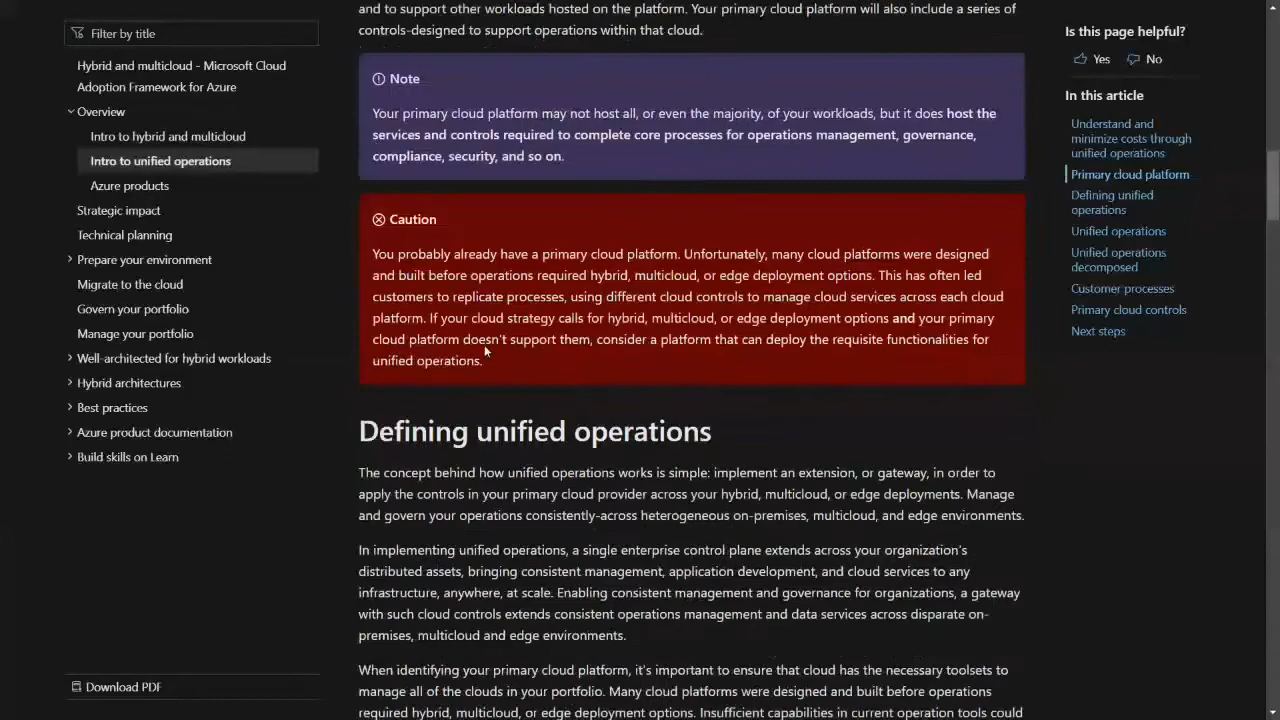 Filter by title
Hybrid and multicloud - Microsoft Cloud
Adoption Framework for Azure
Overview
Intro to hybrid and multicloud
Intro to unified operations
Azure products
Strategic impact
Technical planning
Prepare your environment
Migrate to the cloud
Govern your portfolio
Manage your portfolio
Well-architected for hybrid workloads
Hybrid architectures
Best practices
Azure product documentation
Build skills on Learn
Download PDF
and to support other workloads hosted on the platform. Your primary cloud platform will also include a series of
controls-designed to support operations within that cloud.
Note
Your primary cloud platform may not host all, or even the majority, of your workloads, but it does host the
services and controls required to complete core processes for operations management, governance,
compliance, security, and so on.
Caution
You probably already have a primary cloud platform. Unfortunately, many cloud platforms were designed
and built before operations required hybrid, multicloud, or edge deployment options. This has often led
customers to replicate processes, using different cloud controls to manage cloud services across each cloud
platform. If your cloud strategy calls for hybrid, multicloud, or edge deployment options and your primary
cloud platform doesn't support them, consider a platform that can deploy the requisite functionalities for
unified operations.
Defining unified operations
The concept behind how unified operations works is simple: implement an extension, or gateway, in order to
apply the controls in your primary cloud provider across your hybrid, multicloud, or edge deployments. Manage
and govern your operations consistently-across heterogeneous on-premises, multicloud, and edge environments.
In implementing unified operations, a single enterprise control plane extends across your organization's
distributed assets, bringing consistent management, application development, and cloud services to any
infrastructure, anywhere, at scale. Enabling consistent management and governance for organizations, a gateway
with such cloud controls extends consistent operations management and data services across disparate on-
premises, multicloud and edge environments.
When identifying your primary cloud platform, it's important to ensure that cloud has the necessary toolsets to
manage all of the clouds in your portfolio. Many cloud platforms were designed and built before operations
required hybrid, multicloud, or edge deployment options. Insufficient capabilities in current operation tools could
Is this page helpful?
Yes No
In this article
Understand and
minimize costs through
unified operations
Primary cloud platform
Defining unified
operations
Unified operations
Unified operations
decomposed
Customer processes
Primary cloud controls
Next steps